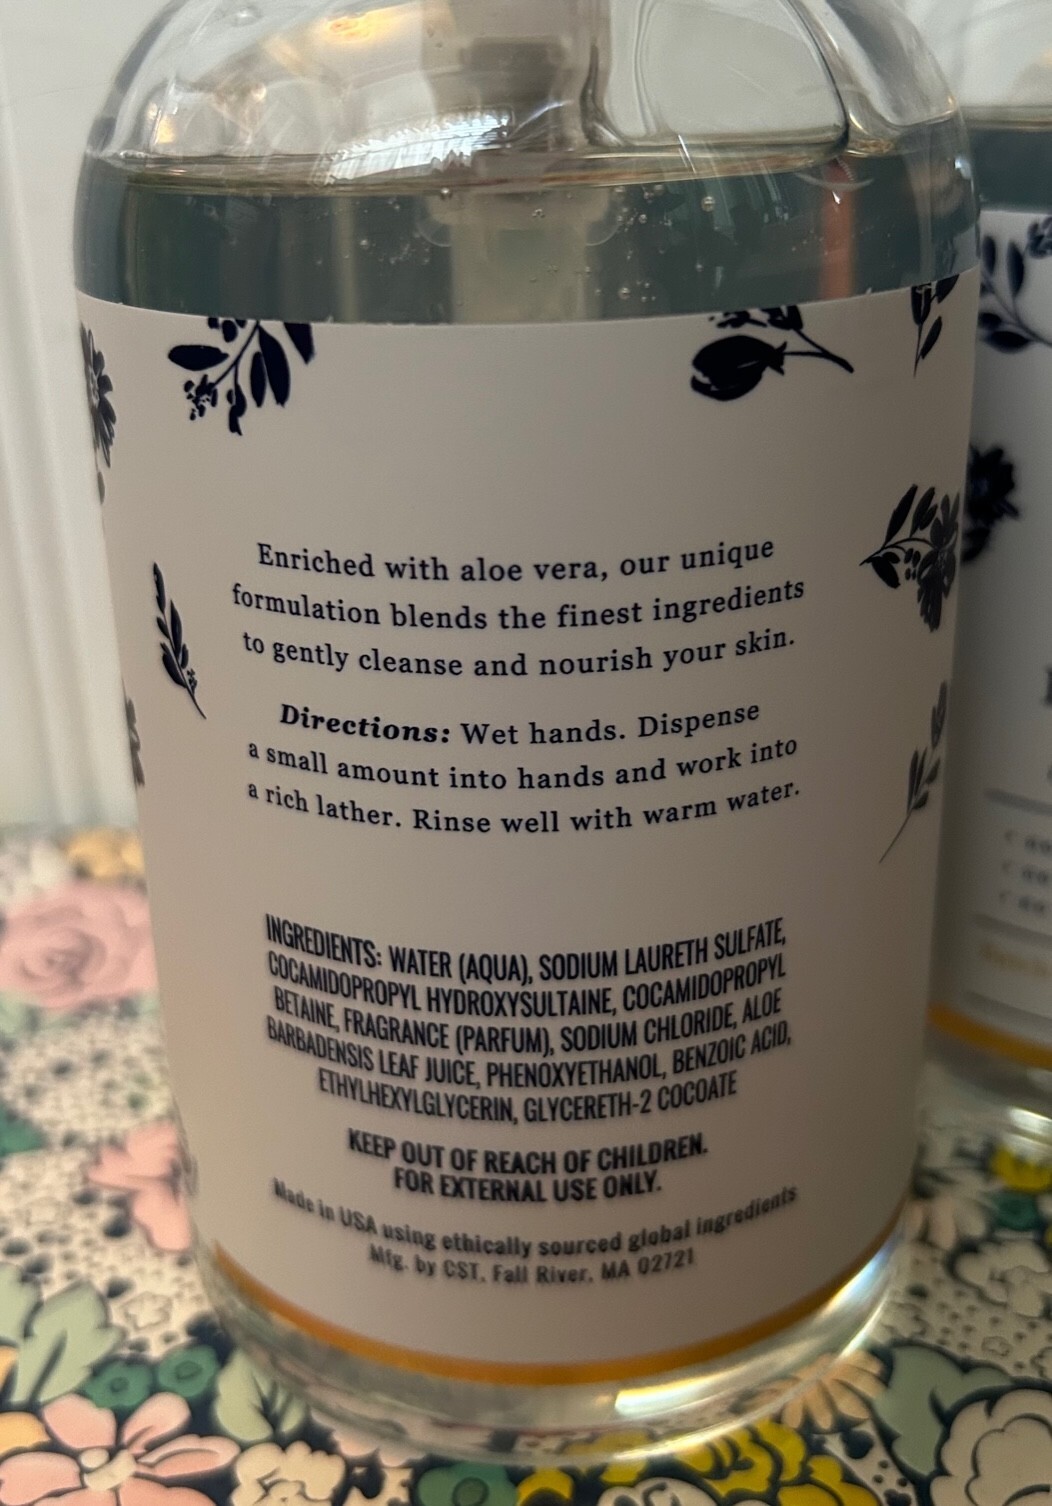 Enriched with aloe vera, our unique
formulation blends the finest ingredients
to gently cleanse and nourish your skin.
Directions: Wet hands. Dispense
a small amount into hands and work into
a rich lather. Rinse well with warm water.
INGREDIENTS: WATER (AQUA), SODIUM LAURETH SULFATE,
COCAMIDOPROPYL HYDROXYSULTAINE, COCAMIDOPROPYL
BETAINE, FRAGRANCE (PARFUM), SODIUM CHLORIDE, ALOE
BARBADENSIS LEAF JUICE, PHENOXYETHANOL, BENZOIC ACID,
ETHYLHEXYLGLYCERIN, GLYCERETH-2 COCOATE
KEEP OUT OF REACH OF CHILDREN.
FOR EXTERNAL USE ONLY.
Made in USA using ethically sourced global ingredients
Mfg. by CST, Fall River, MA 02721